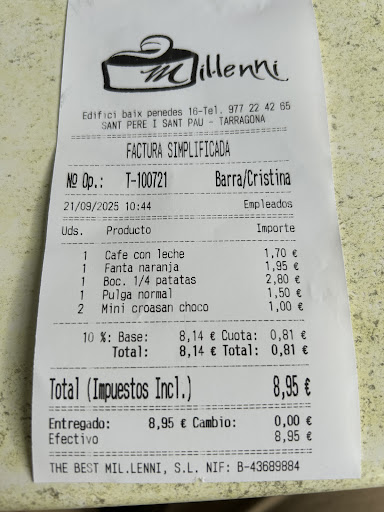 Mil·lenni
Edifici baix penedes 16-Tel. 977 22 42 65
SANT PERE I SANT PAU - TARRAGONA
FACTURA SIMPLIFICADA
Nº Op.: T-100721 Barra/Cristina
21/09/2025 10:44 Empleados
Uds. Producto Importe
1 Cafe con leche 1,70 €
1 Fanta naranja 1,95 €
1 Boc. 1/4 patatas 2,80 €
1 Pulga normal 1,50 €
2 Mini croasan choco 1,00 €
10 %: Base: 8,14 € Cuota: 0,81 €
Total: 8,14 € Total: 0,81 €
Total (Impuestos Incl.) 8,95 €
Entregado: 8,95 € Cambio: 0,00 €
Efectivo 8,95 €
THE BEST MIL.LENNI, S.L. NIF: B-43689884